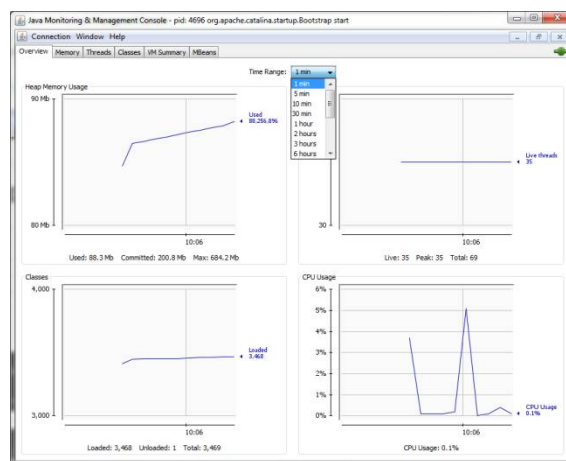 Java Monitoring & Management Console - pid: 4696 org.apache.catalina.startup.Bootstrap start
Connection Window Help
Overview Memory Threads Classes VM Summary MBeans
Time Range: 1 min
1 min
5 min
10 min
30 min
1 hour
2 hours
3 hours
6 hours
Heap Memory Usage
90 Mb
Used
88,256,896
80 Mb
10:06
Used: 88.3 Mb Committed: 200.8 Mb Max: 684.2 Mb
Live threads
35
30
10:06
Live: 35 Peak: 35 Total: 69
Classes
4,000
Loaded
3,468
3,000
10:06
Loaded: 3,468 Unloaded: 1 Total: 3,469
CPU Usage
6%
5%
4%
3%
2%
1%
0%
CPU Usage
0.1%
10:06
CPU Usage: 0.1%